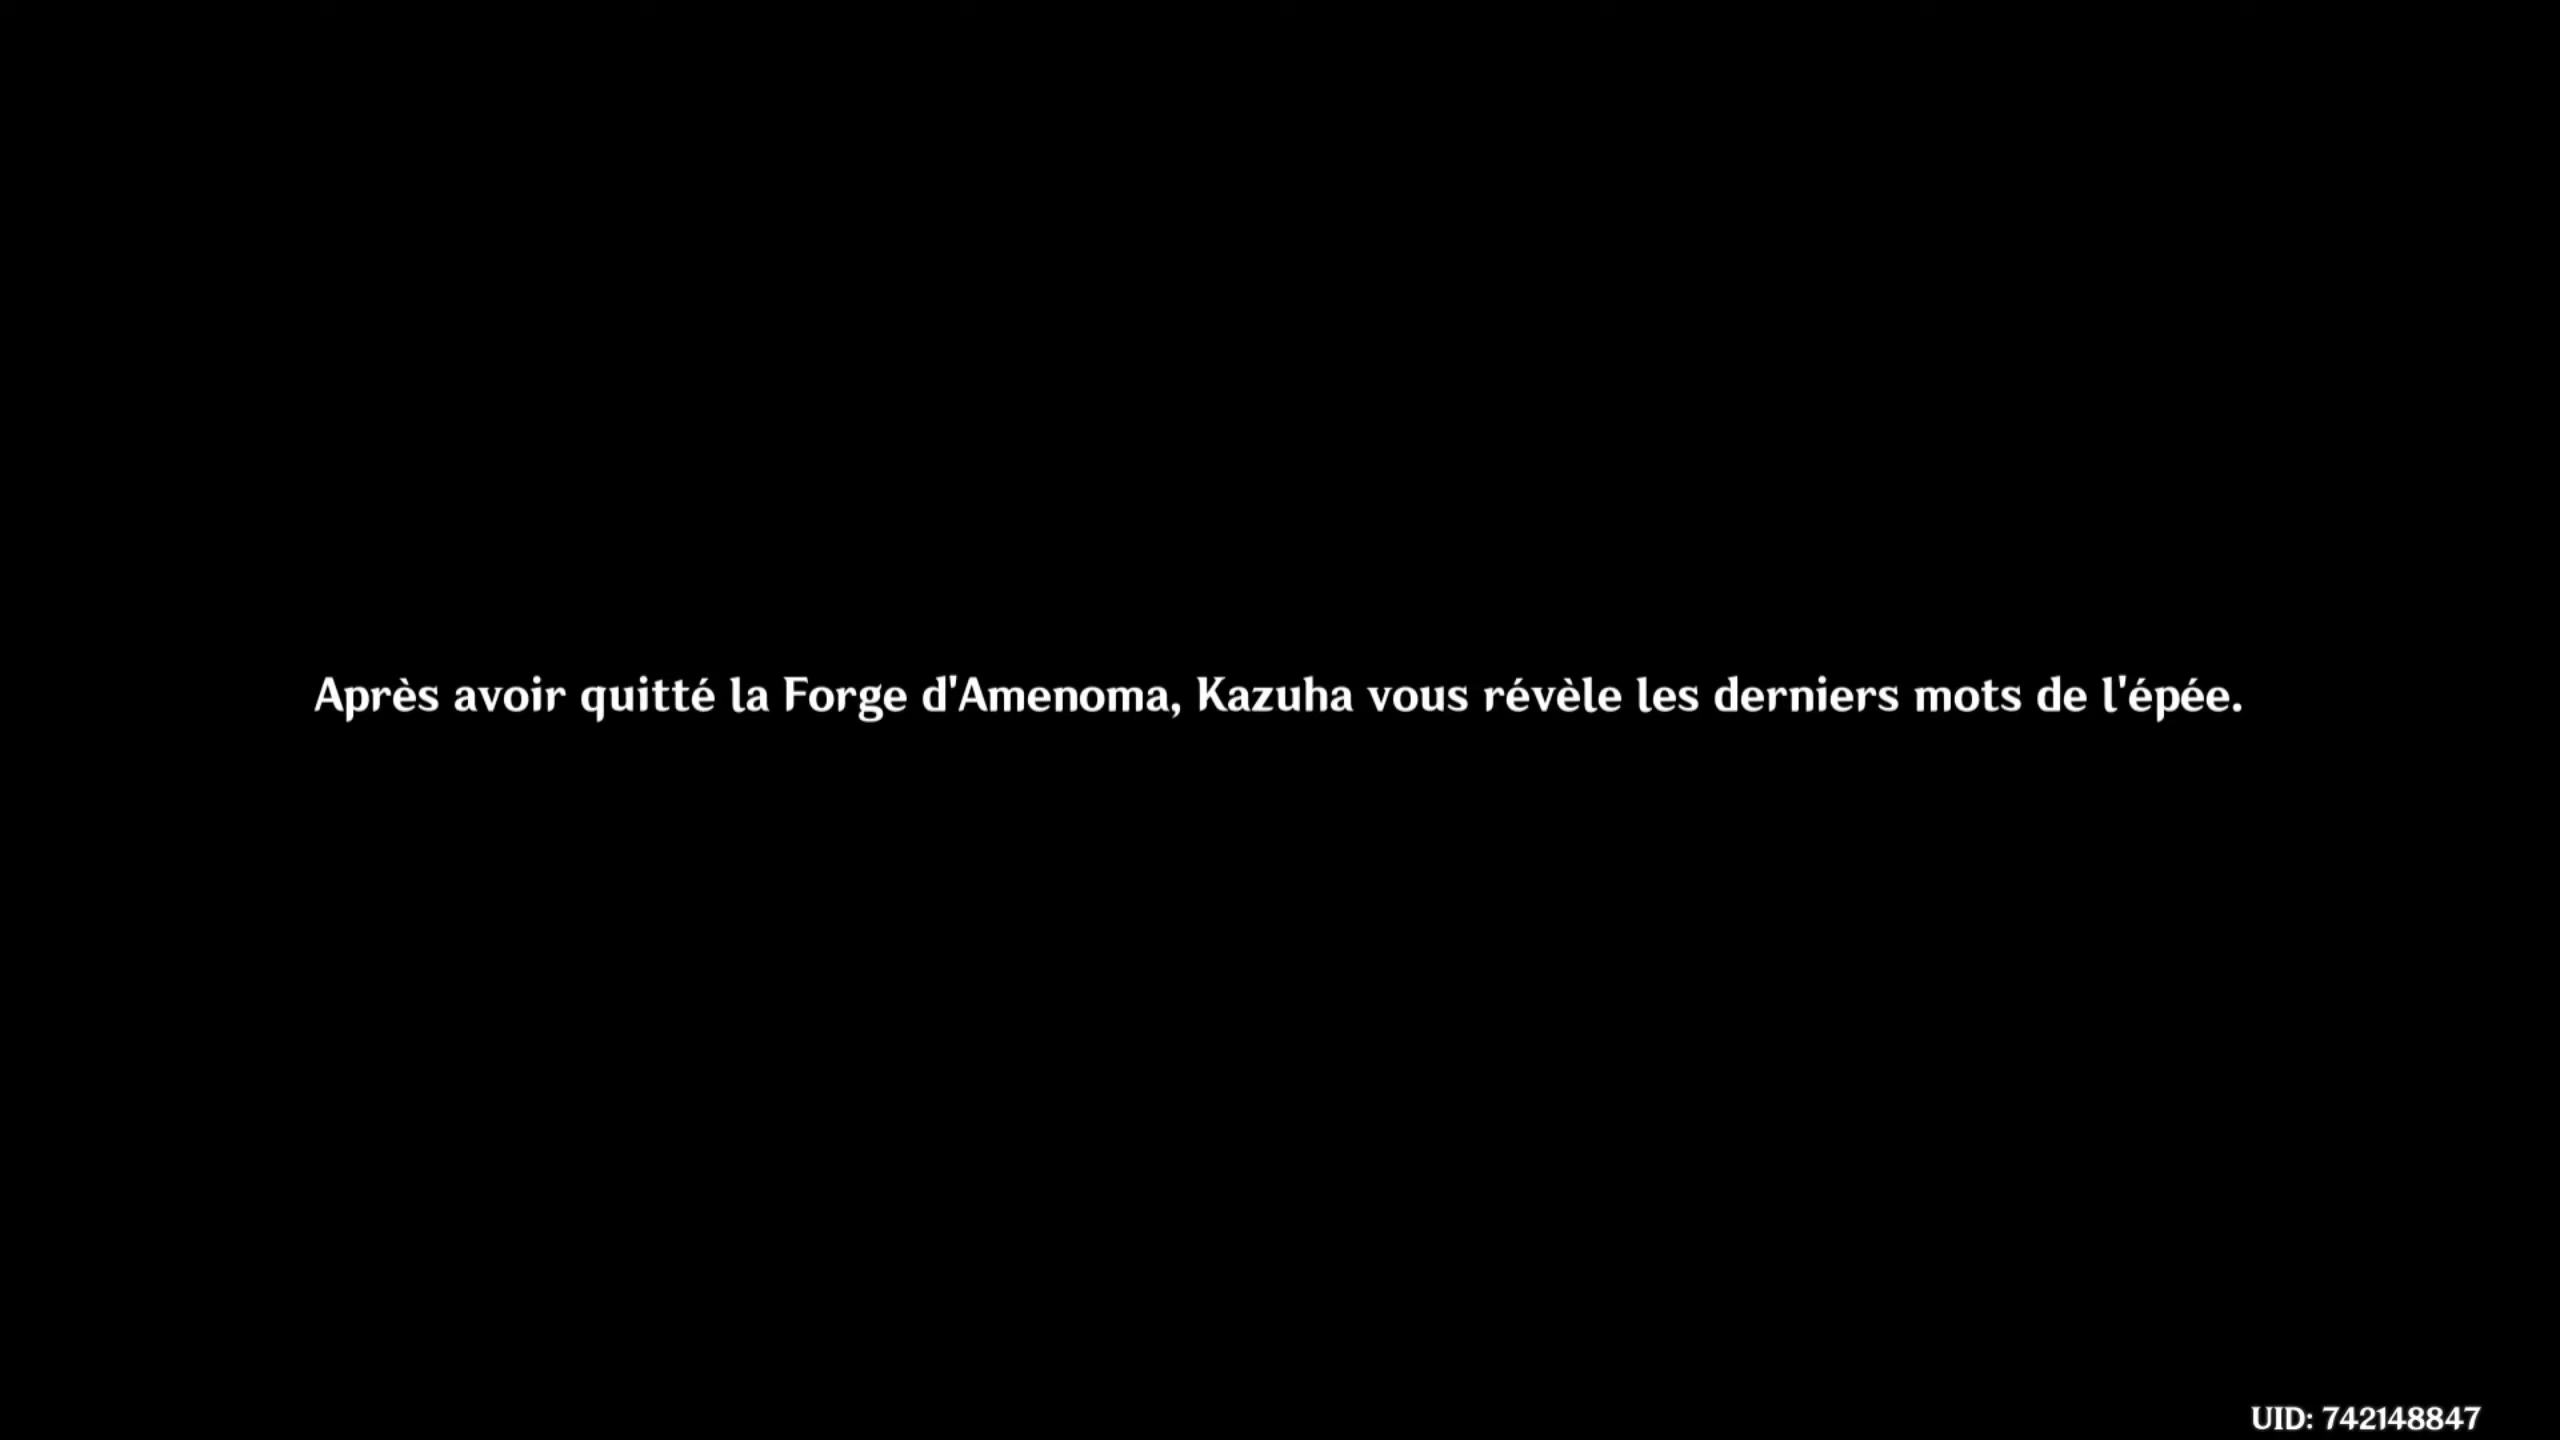 Après avoir quitté la Forge d'Amenoma, Kazuha vous révèle les derniers mots de l'épée.
UID: 742148847